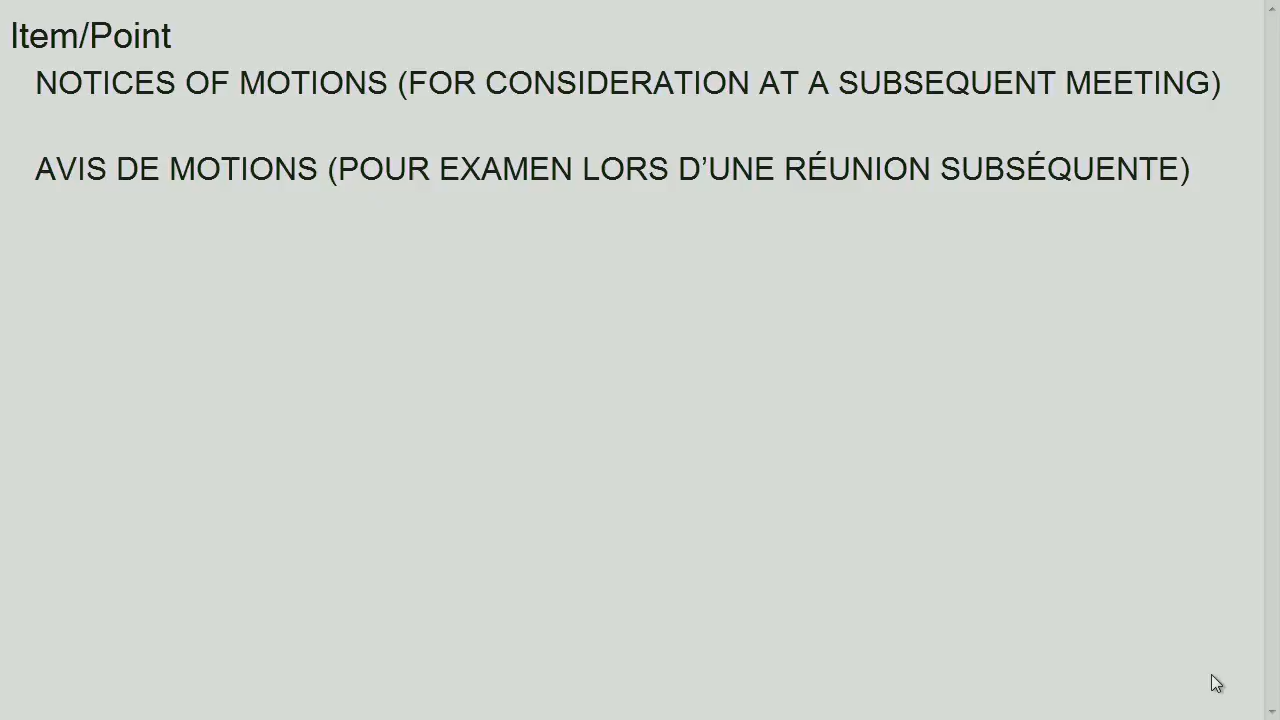 Item/Point
NOTICES OF MOTIONS (FOR CONSIDERATION AT A SUBSEQUENT MEETING)
AVIS DE MOTIONS (POUR EXAMEN LORS D’UNE RÉUNION SUBSÉQUENTE)